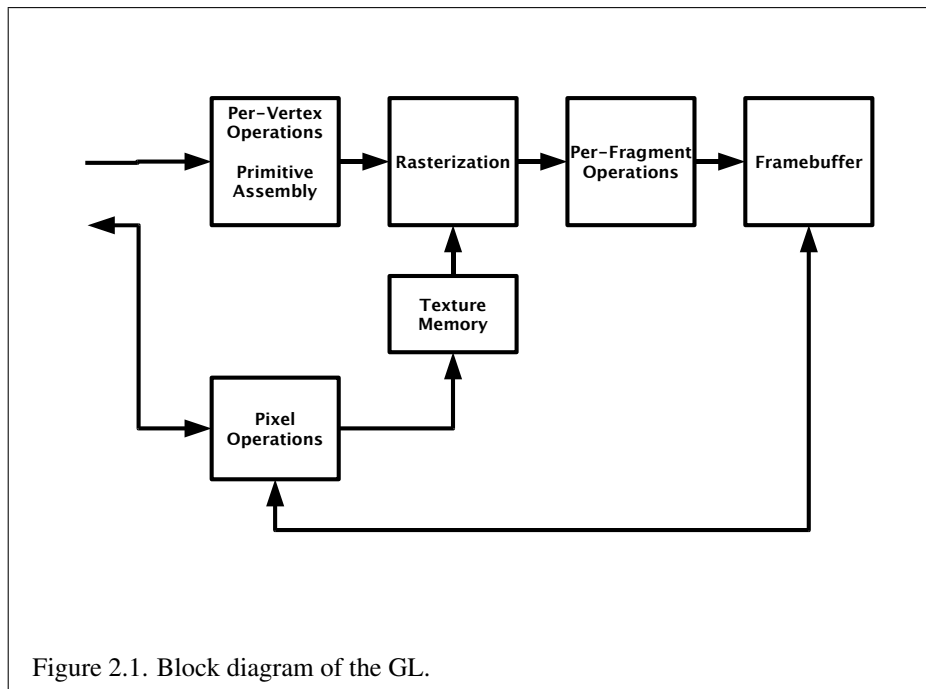 Per-Vertex
Operations
Primitive
Assembly
Rasterization
Per-Fragment
Operations
Framebuffer
Texture
Memory
Pixel
Operations
Figure 2.1. Block diagram of the GL.